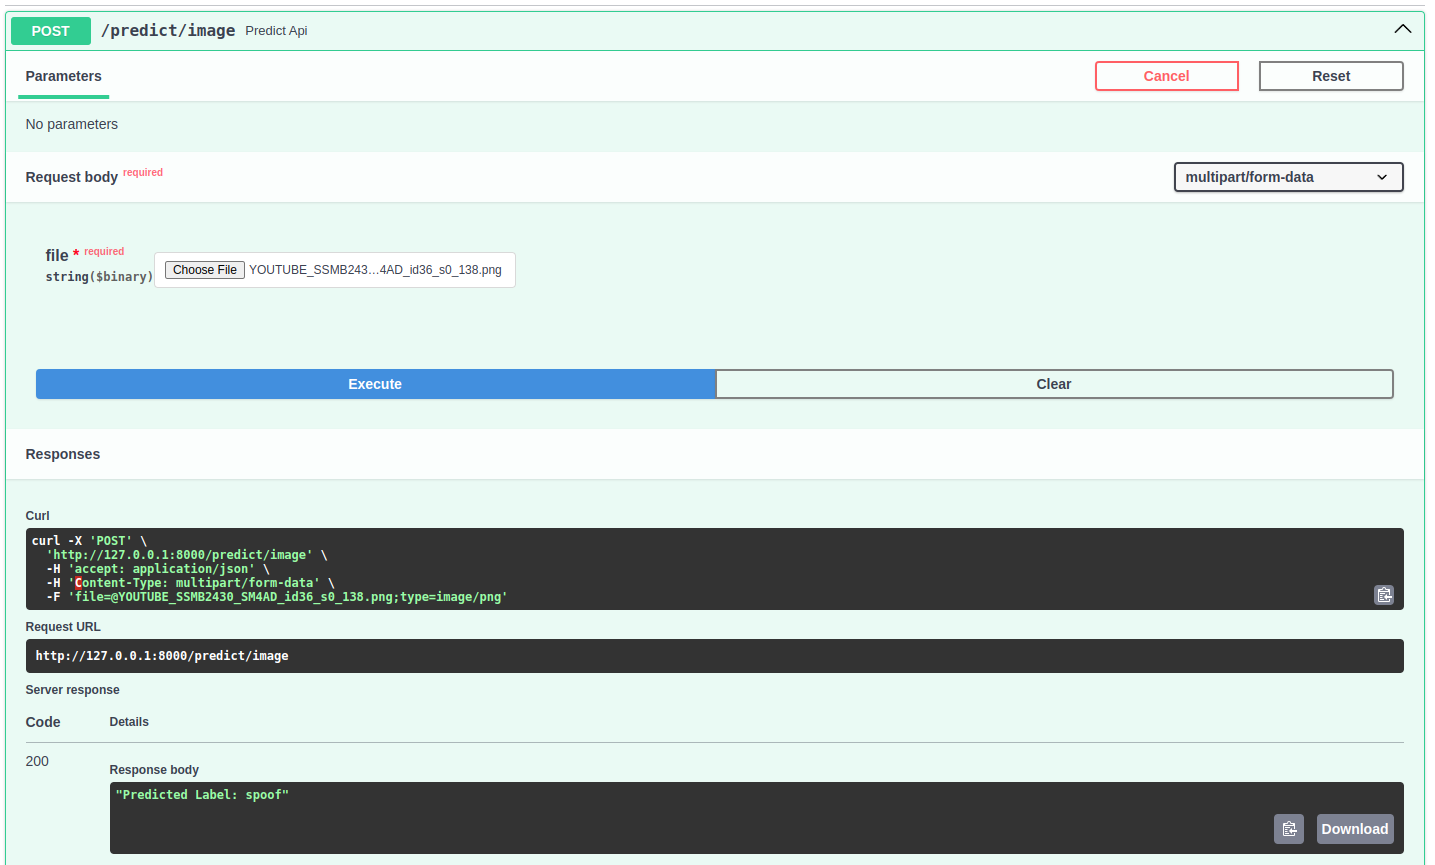 POST /predict/image Predict Api
Parameters
Cancel
Reset
No parameters
Request body required
multipart/form-data
file * required
string($binary)
Choose File YOUTUBE_SSMB243…4AD_id36_s0_138.png
Execute
Clear
Responses
Curl
curl -X 'POST' \
  'http://127.0.0.1:8000/predict/image' \
  -H 'accept: application/json' \
  -H 'Content-Type: multipart/form-data' \
  -F 'file=@YOUTUBE_SSMB2430_SM4AD_id36_s0_138.png;type=image/png'
Request URL
http://127.0.0.1:8000/predict/image
Server response
Code Details
200
Response body
"Predicted Label: spoof"
Download